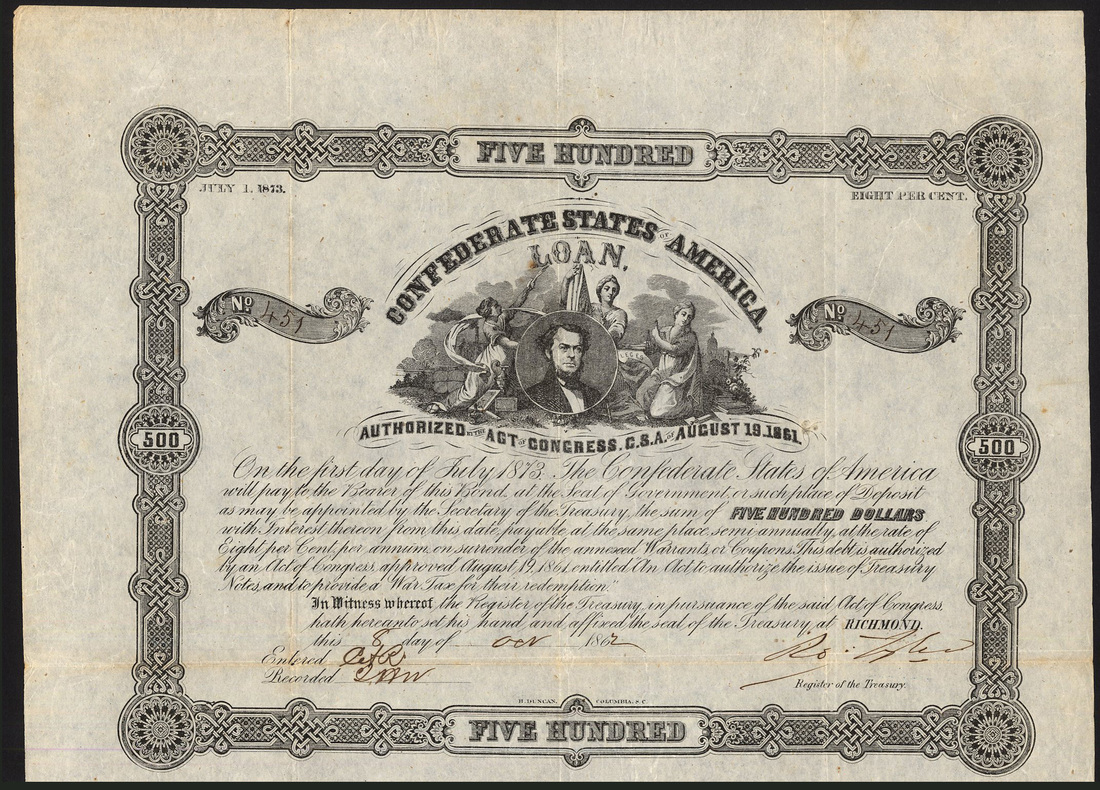 FIVE HUNDRED
JULY 1. 1873.
EIGHT PER CENT.
CONFEDERATE STATES OF AMERICA.
LOAN.
No 451
No 451
AUTHORIZED BY THE ACT OF CONGRESS. C.S.A. OF AUGUST 19.1861.
500
500
On the first day of July 1873, The Confederate States of America
will pay to the Bearer of this Bond, at the Seat of Government, or such place of Deposit
as may be appointed by the Secretary of the Treasury, the sum of FIVE HUNDRED DOLLARS
with Interest thereon from this date, payable at the same place semi annually, at the rate of
Eight per Cent, per annum, on surrender of the annexed Warrants, or Coupons. This debt is authorized
by an Act of Congress, approved August 19, 1861, entitled "An Act, to authorize the issue of Treasury
Notes, and to provide a War Tax for their redemption."
In Witness whereof, the Register of the Treasury, in pursuance of the said Act of Congress,
hath hereunto set his hand, and affixed the seal of the Treasury, at RICHMOND,
this 8 day of Oct 1862
Entered
Recorded
Ro: Tyler
Register of the Treasury.
B. DUNCAN, COLUMBIA, S.C.
FIVE HUNDRED